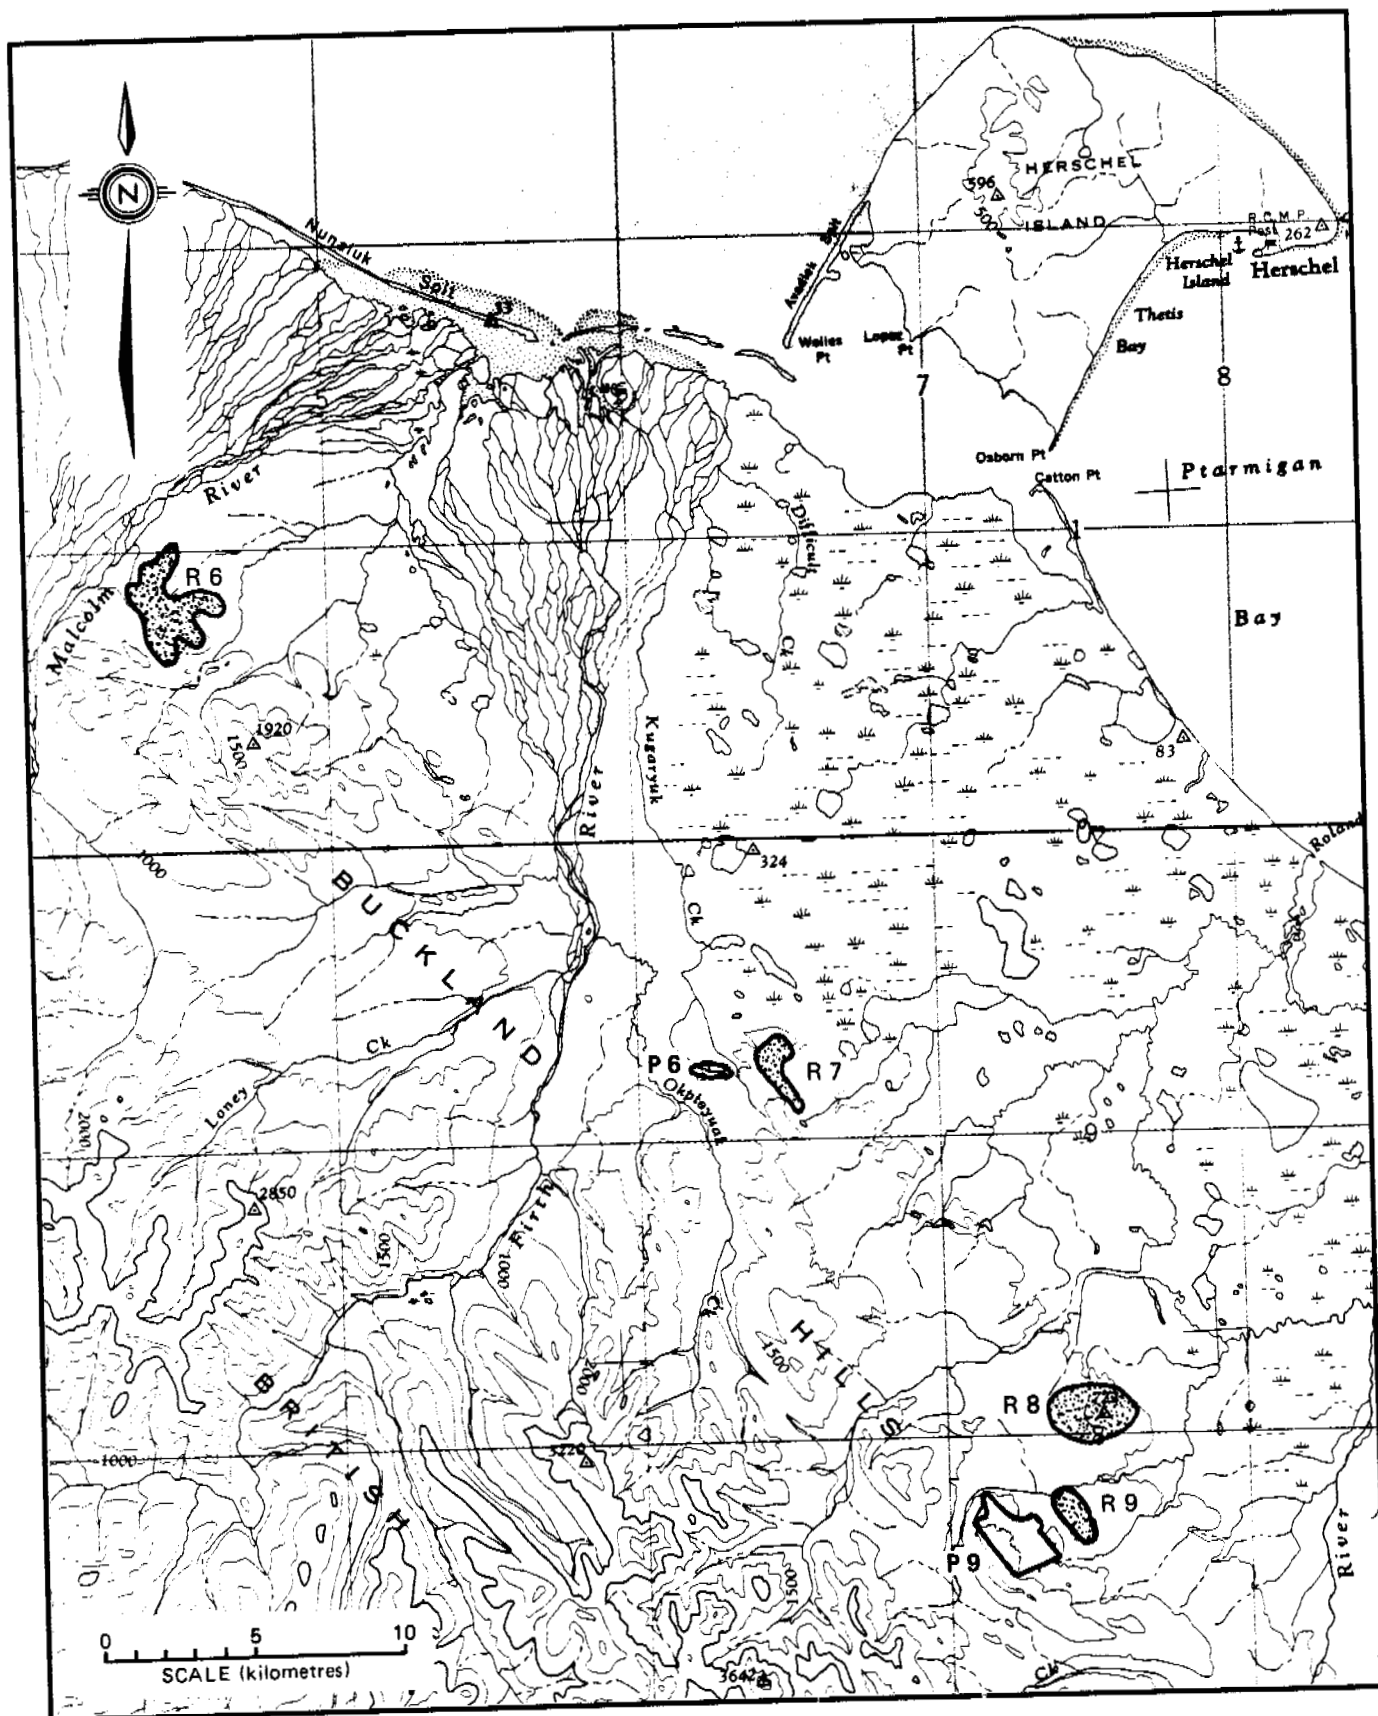 N
HERSCHEL
596
500
ISLAND
R.C.M.P.
Post
262
Herschel
Island
Herschel
Nunaluk
Spit
33
Avadlek
Spit
Thetis
Bay
Welles
Pt
Lopez
Pt
7
8
Osborn Pt
Catton Pt
Ptarmigan
River
Difficult
1
R 6
Malcolm
Bay
Ck
1920
1500
Kugaryuk
83
River
324
Roland
1000
BUCKLAND
Ck
Ck
P 6
R 7
Okpioyuak
Loney
2000
9
2850
Firth
1500
1000
Ck
HILLS
1500
2000
BRITISH
R 8
1000
R 9
P 9
River
1500
0 5 10
SCALE (kilometres)
3642
Ck